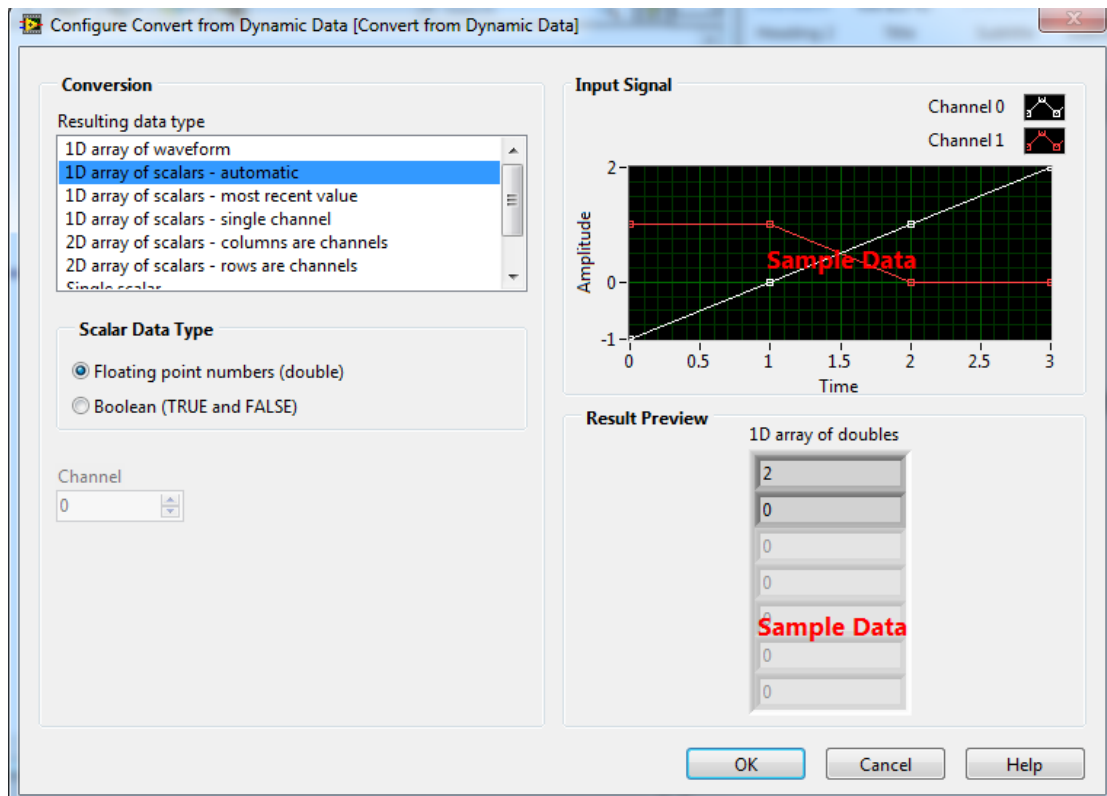 Configure Convert from Dynamic Data [Convert from Dynamic Data]
Conversion
Resulting data type
1D array of waveform
1D array of scalars - automatic
1D array of scalars - most recent value
1D array of scalars - single channel
2D array of scalars - columns are channels
2D array of scalars - rows are channels
Single scalar
Scalar Data Type
Floating point numbers (double)
Boolean (TRUE and FALSE)
Channel
0
Input Signal
Channel 0
Channel 1
Amplitude
2
0
-1
Sample Data
0 0.5 1 1.5 2 2.5 3
Time
Result Preview
1D array of doubles
2
0
0
0
Sample Data
0
0
OK Cancel Help